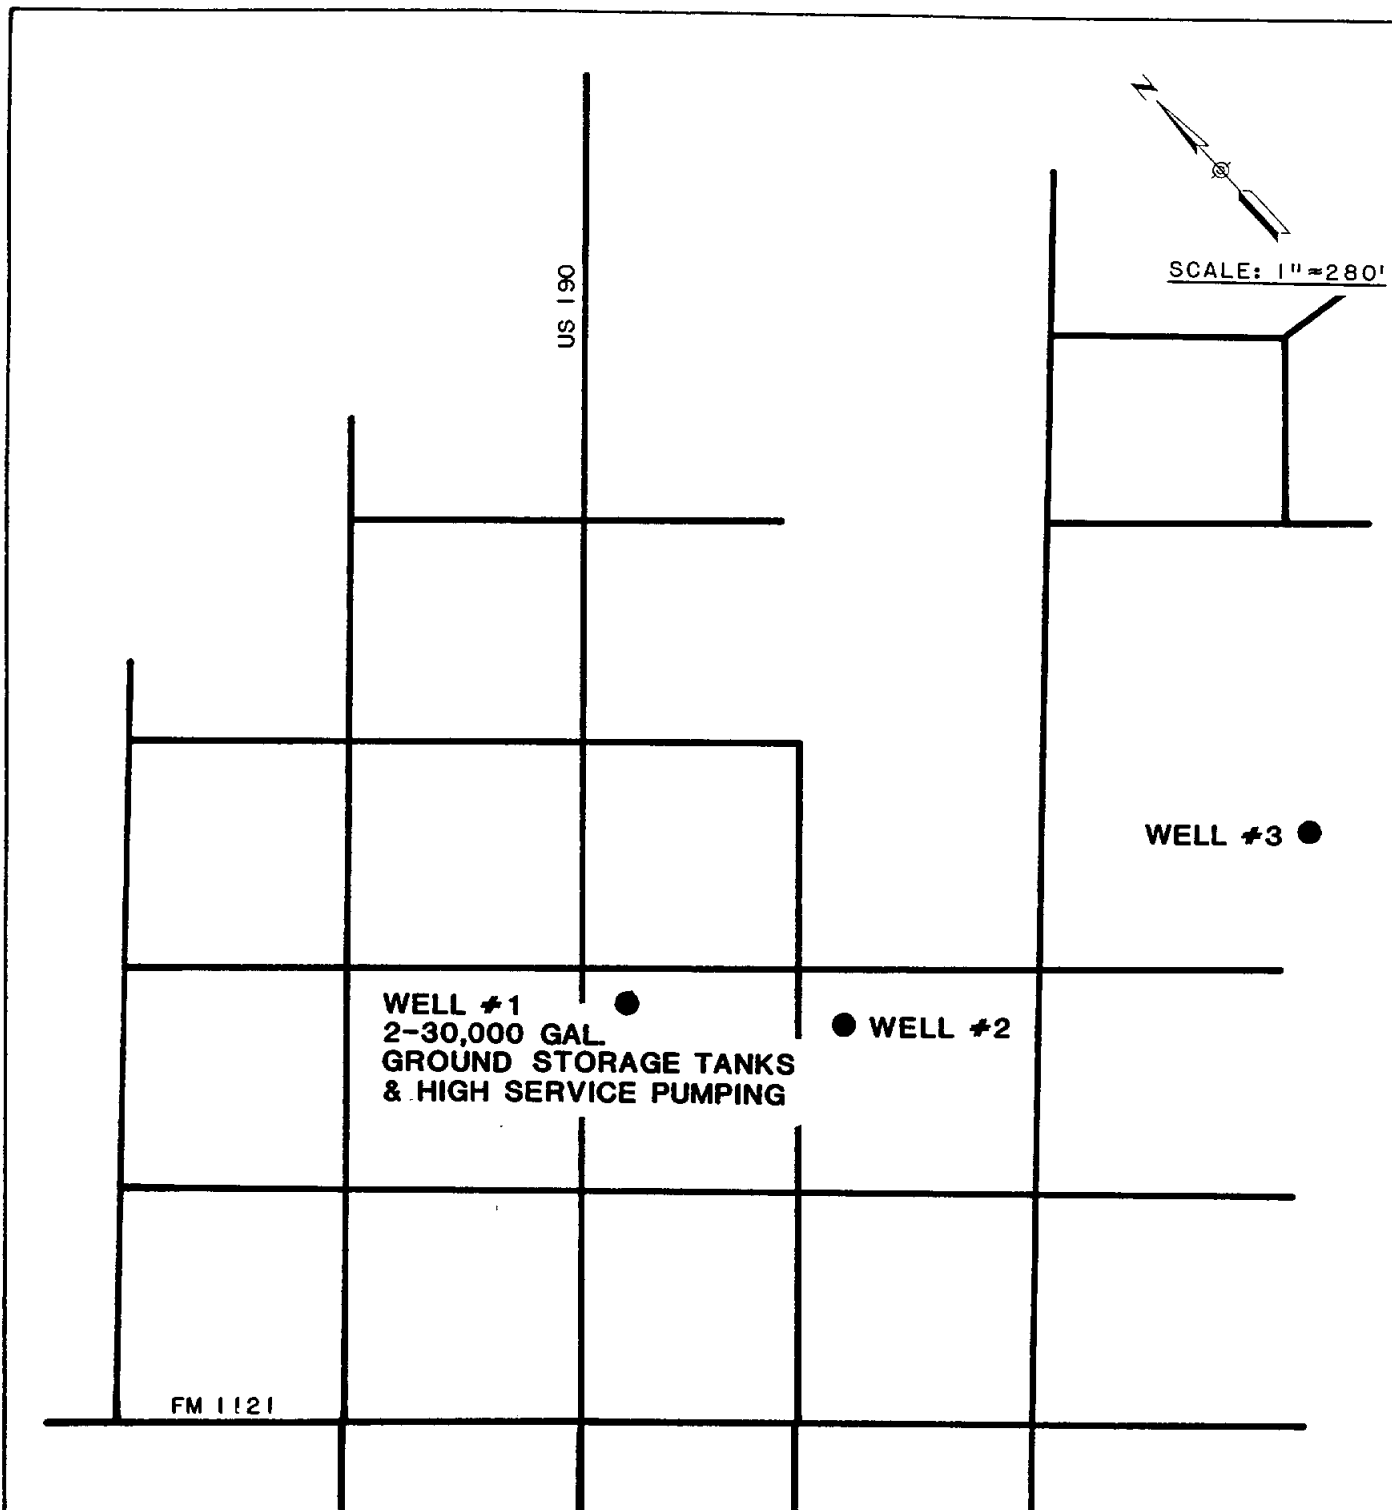 N
SCALE: 1"≈280'
US 190
WELL #3
WELL #1
2-30,000 GAL.
GROUND STORAGE TANKS
& HIGH SERVICE PUMPING
WELL #2
FM 1121